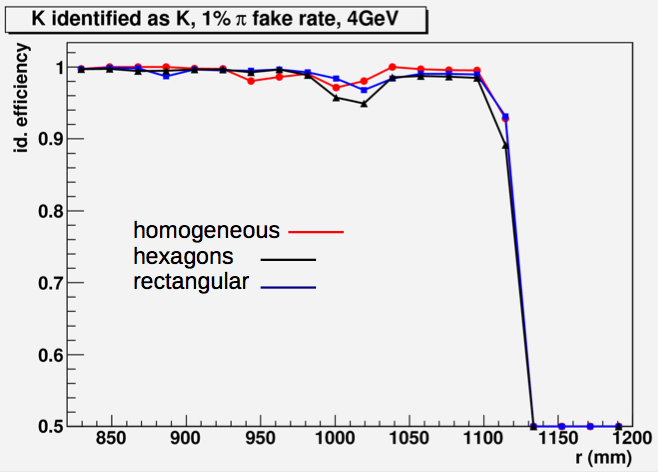 K identified as K, 1% π fake rate, 4GeV
id. efficiency
1
0.9
0.8
0.7
0.6
0.5
homogeneous
hexagons
rectangular
850 900 950 1000 1050 1100 1150 1200
r (mm)